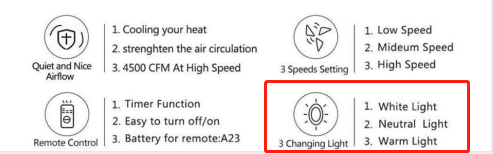 1. Cooling your heat
2. strenghten the air circulation
3. 4500 CFM At High Speed
Quiet and Nice
Airflow
1. Low Speed
2. Mideum Speed
3. High Speed
3 Speeds Setting
1. Timer Function
2. Easy to turn off/on
3. Battery for remote:A23
Remote Control
1. White Light
2. Neutral Light
3. Warm Light
3 Changing Light